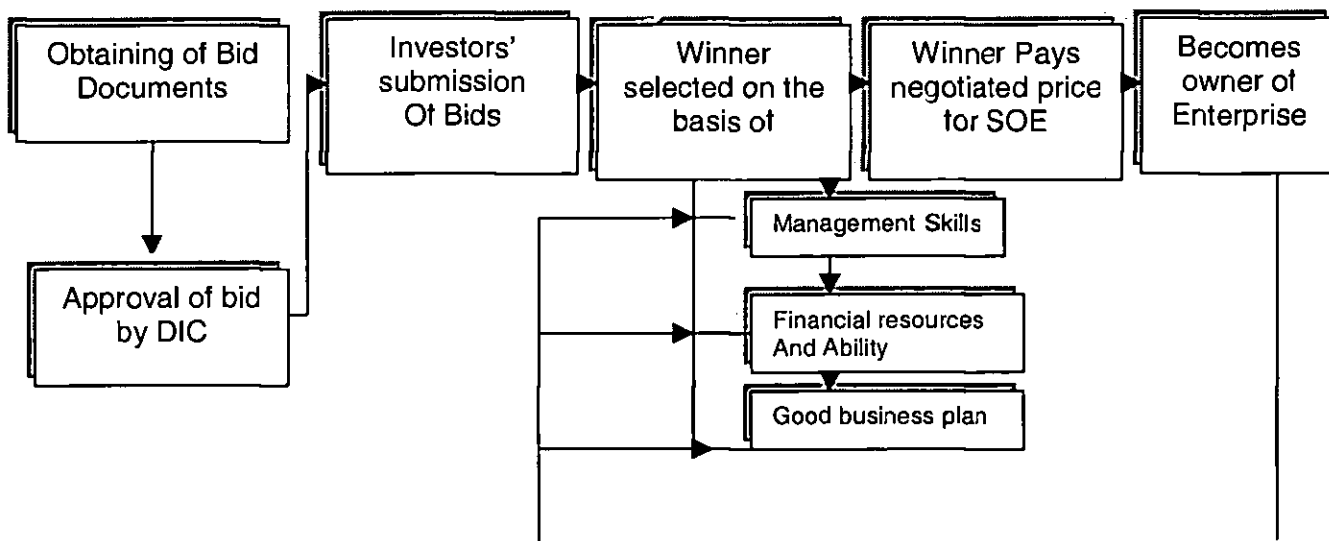 Obtaining of Bid
Documents
Approval of bid
by DIC
Investors'
submission
Of Bids
Winner
selected on the
basis of
Winner Pays
negotiated price
for SOE
Becomes
owner of
Enterprise
Management Skills
Financial resources
And Ability
Good business plan